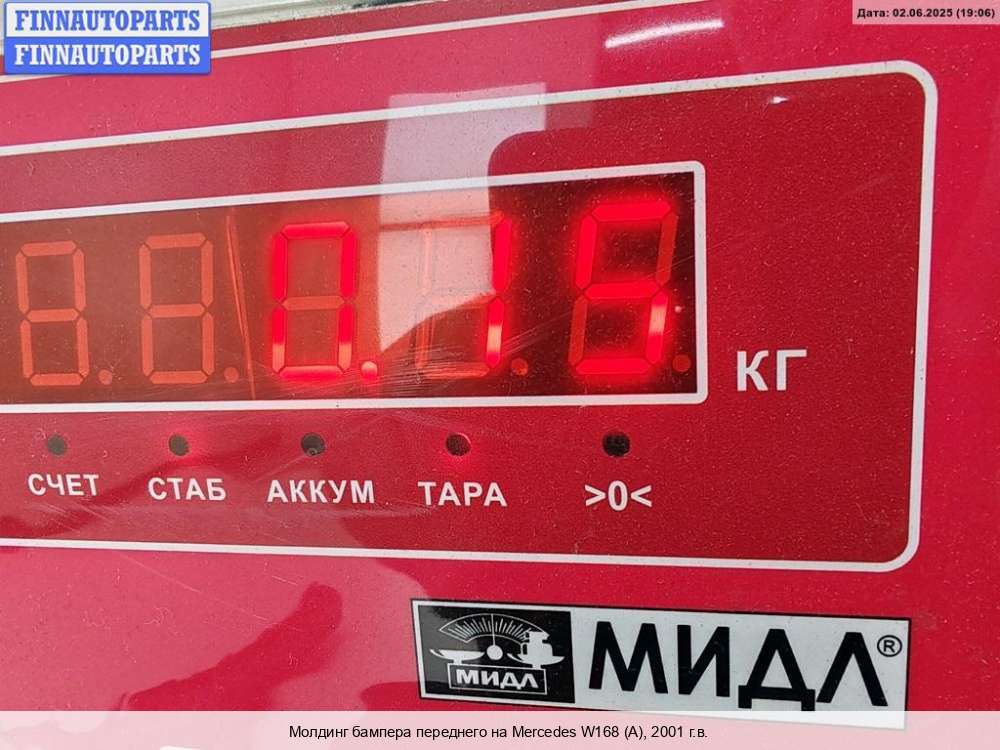 FINNAUTOPARTS
FINNAUTOPARTS
Дата: 02.06.2025 (19:06)
0.15
КГ
СЧЕТ СТАБ АККУМ ТАРА >0<
МИДЛ
МИДЛ®
Молдинг бампера переднего на Mercedes W168 (A), 2001 г.в.